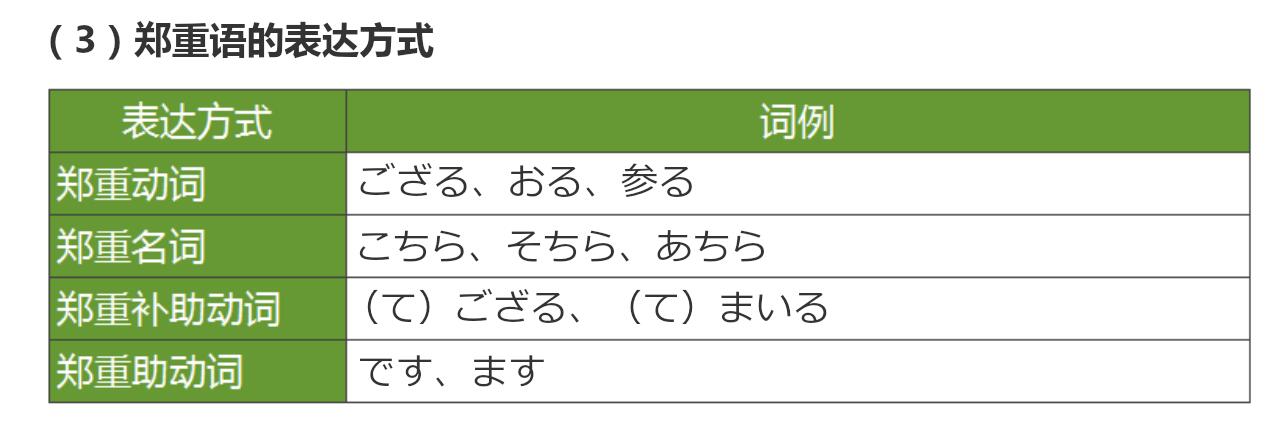 （3）郑重语的表达方式
表达方式 词例
郑重动词 ござる、おる、参る
郑重名词 こちら、そちら、あちら
郑重补助动词 （て）ござる、（て）まいる
郑重助动词 です、ます